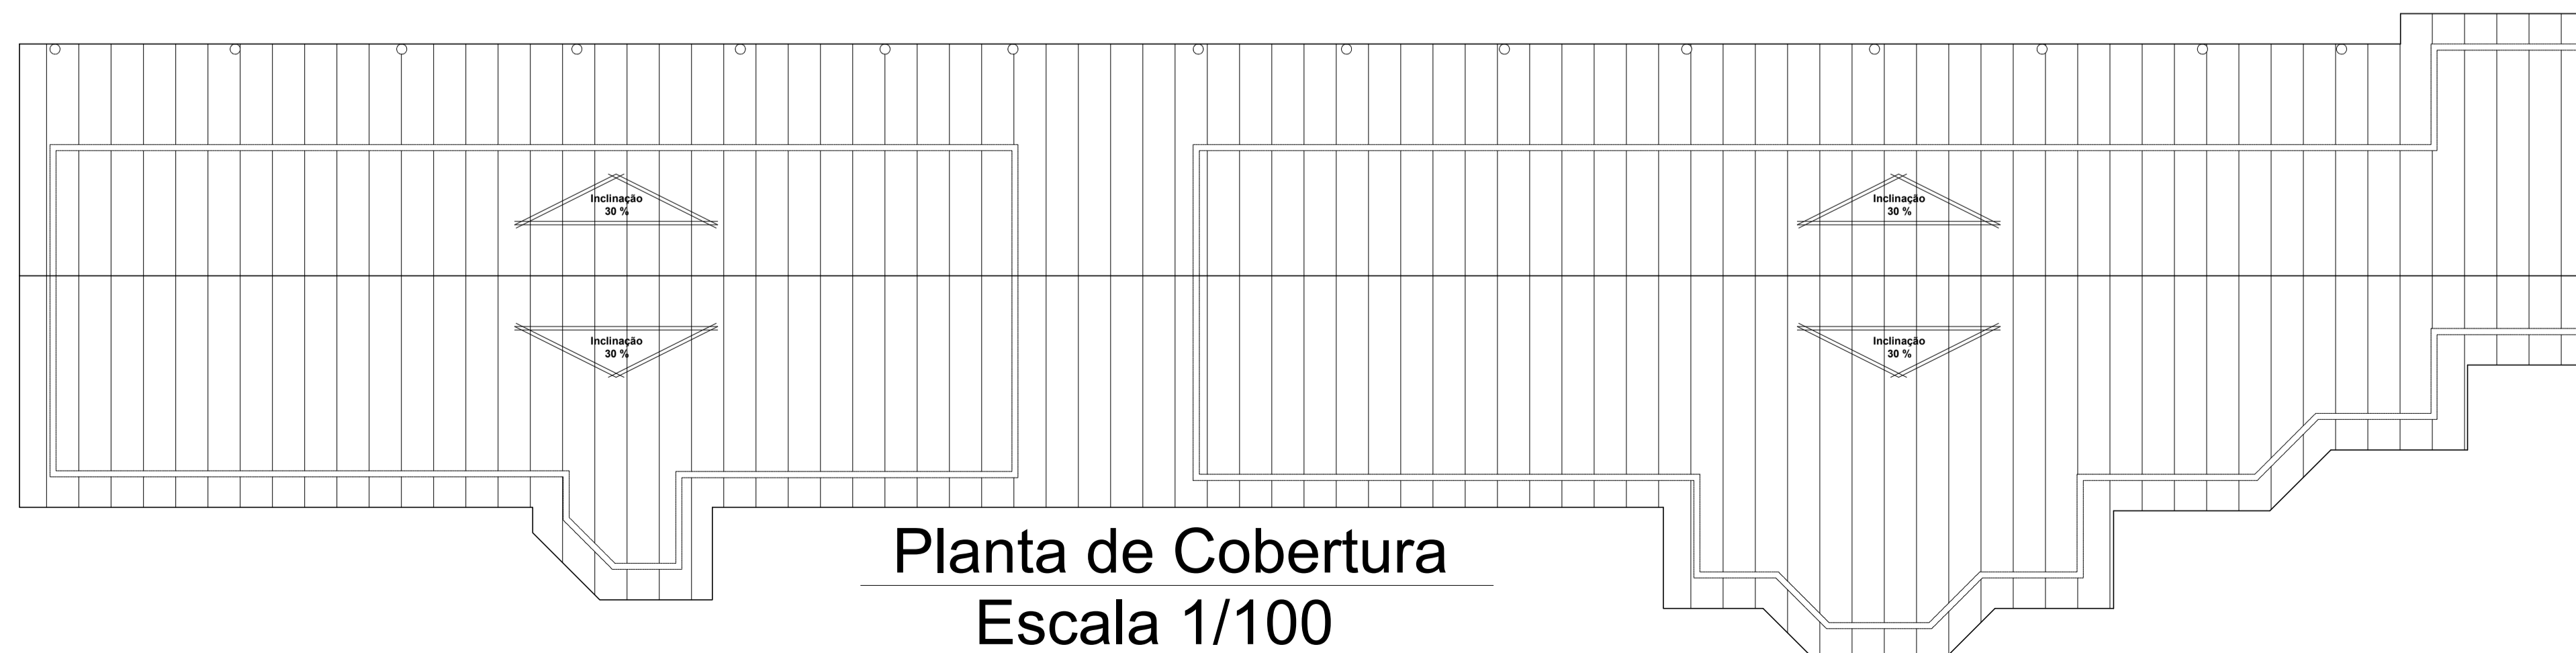 Inclinação
30 %
Inclinação
30 %
Inclinação
30 %
Inclinação
30 %
Planta de Cobertura
Escala 1/100